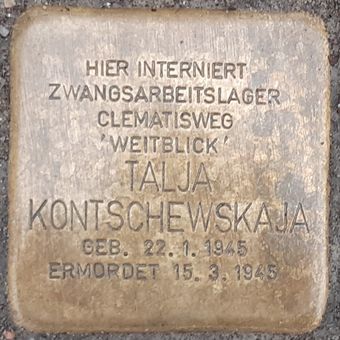 HIER INTERNIERT
ZWANGSARBEITSLAGER
CLEMATISWEG
'WEITBLICK'
TALJA
KONTSCHEWSKAJA
GEB. 22.1.1945
ERMORDET 15.3.1945